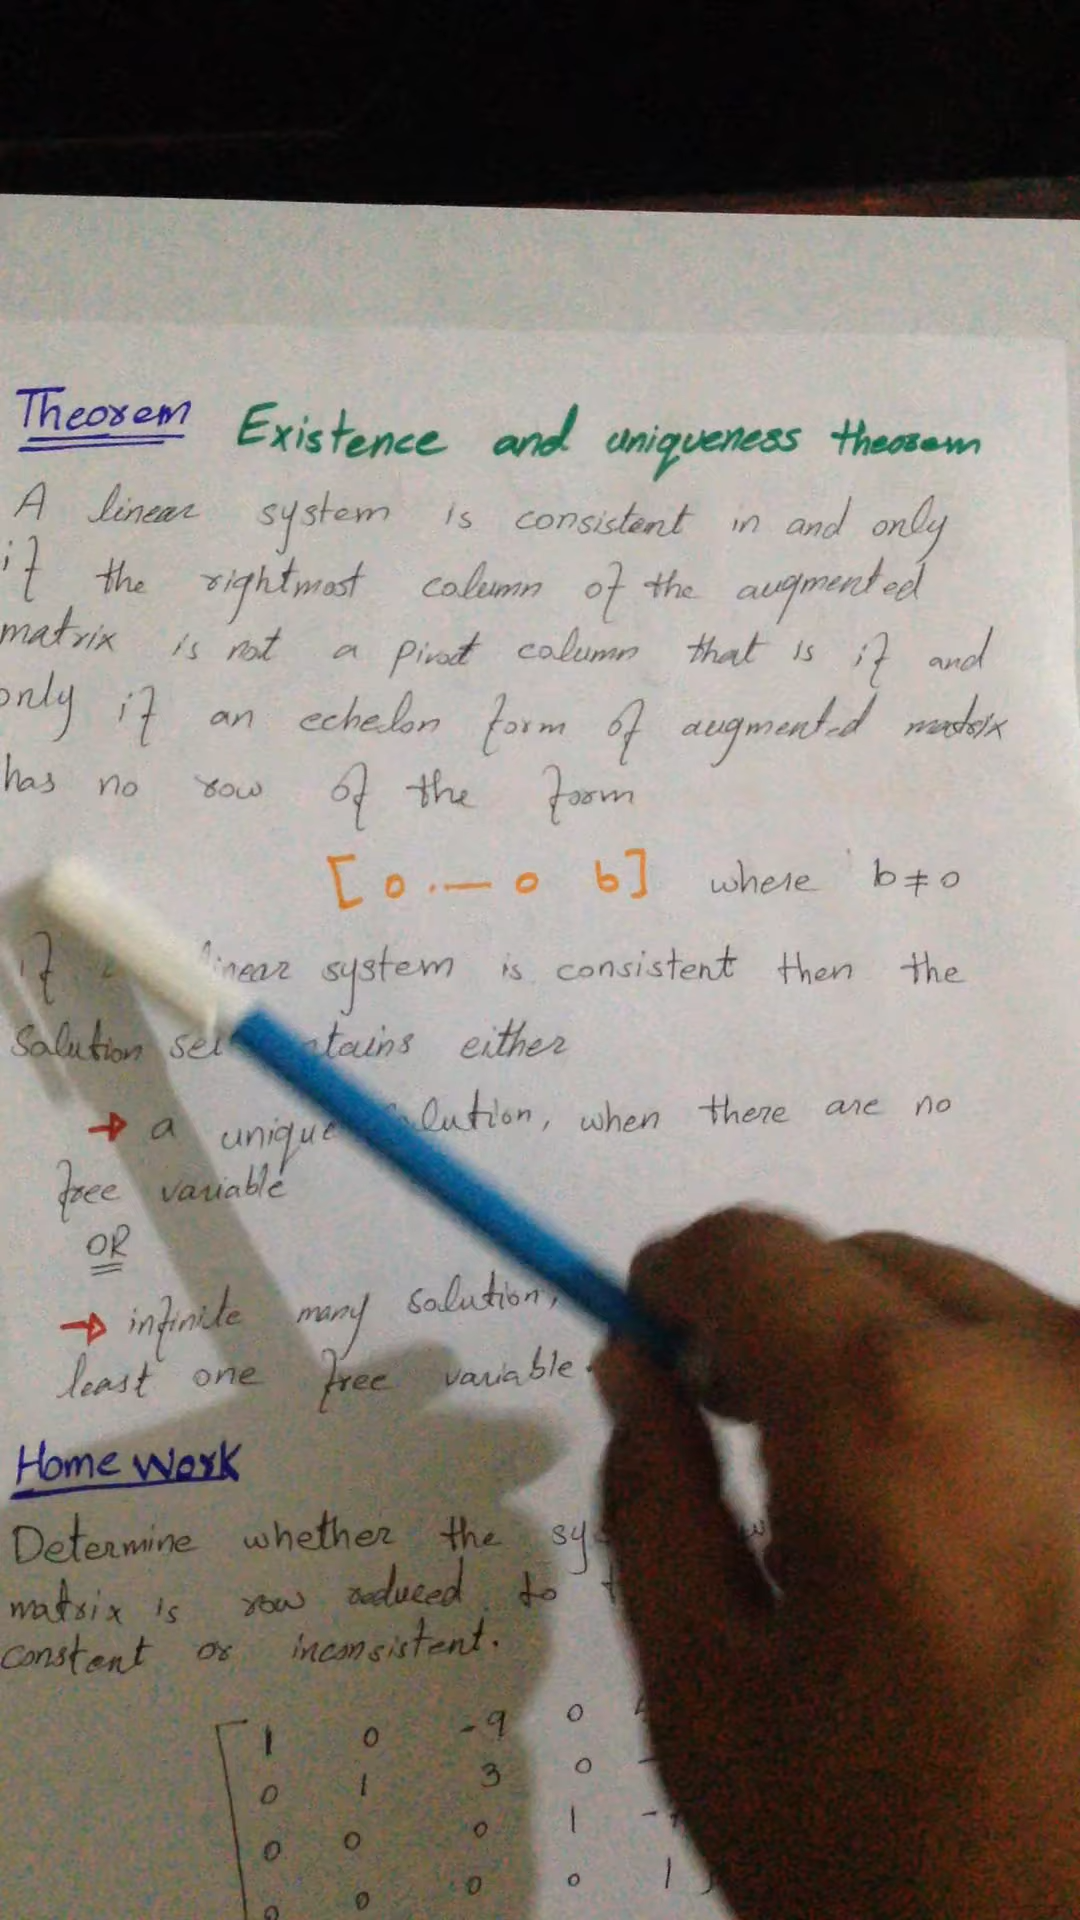 Theorem Existence and uniqueness theorem
A linear system is consistent in and only
if the rightmost column of the augmented
matrix is not a pivot column that is if and
only if an echelon form of augmented matrix
has no row of the form
[ 0 .— 0 b] where b ≠ 0
if linear system is consistent then the
Solution either
→ a unique when there are no
free variable
OR
→ infinite many solution,
least one free variable.
Home Work
Determine whether the
matrix is row reduced to
constent or inconsistent.
1 0 -9 0
0 1 3 0
0 0 0 1
0 0 0 0 1